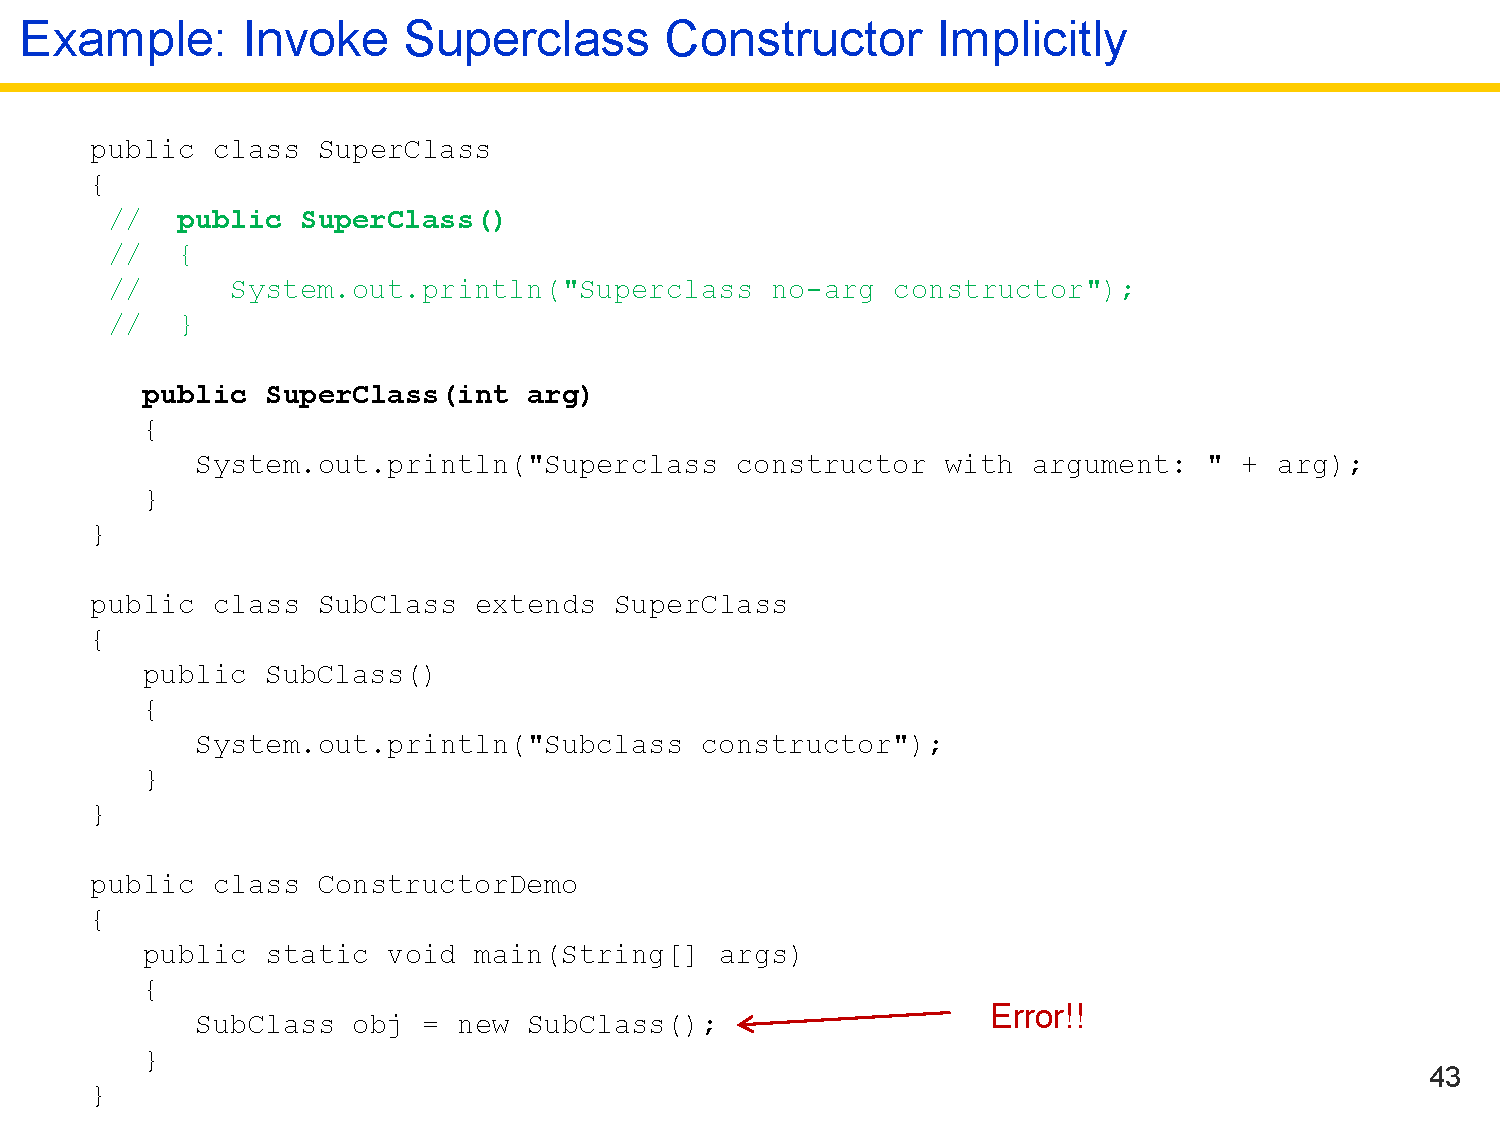 Example: Invoke Superclass Constructor Implicitly
public class SuperClass
{
// public SuperClass()
// {
// System.out.println("Superclass no-arg constructor");
// }
public SuperClass(int arg)
{
System.out.println("Superclass constructor with argument: " + arg);
}
}
public class SubClass extends SuperClass
{
public SubClass()
{
System.out.println("Subclass constructor");
}
}
public class ConstructorDemo
{
public static void main(String[] args)
{
SubClass obj = new SubClass();
Error!!
}
}
43